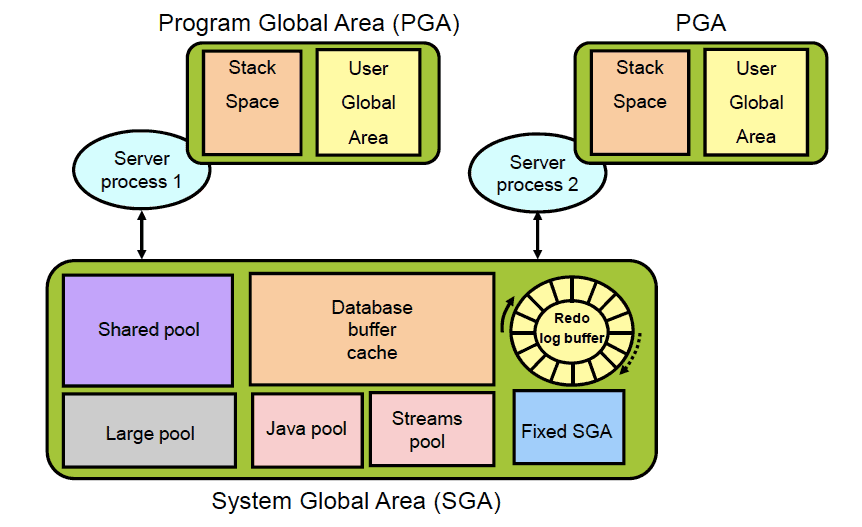 Program Global Area (PGA)
PGA
Stack
Space
User
Global
Area
Stack
Space
User
Global
Area
Server
process 1
Server
process 2
Shared pool
Database
buffer
cache
Redo
log buffer
Large pool
Java pool
Streams
pool
Fixed SGA
System Global Area (SGA)